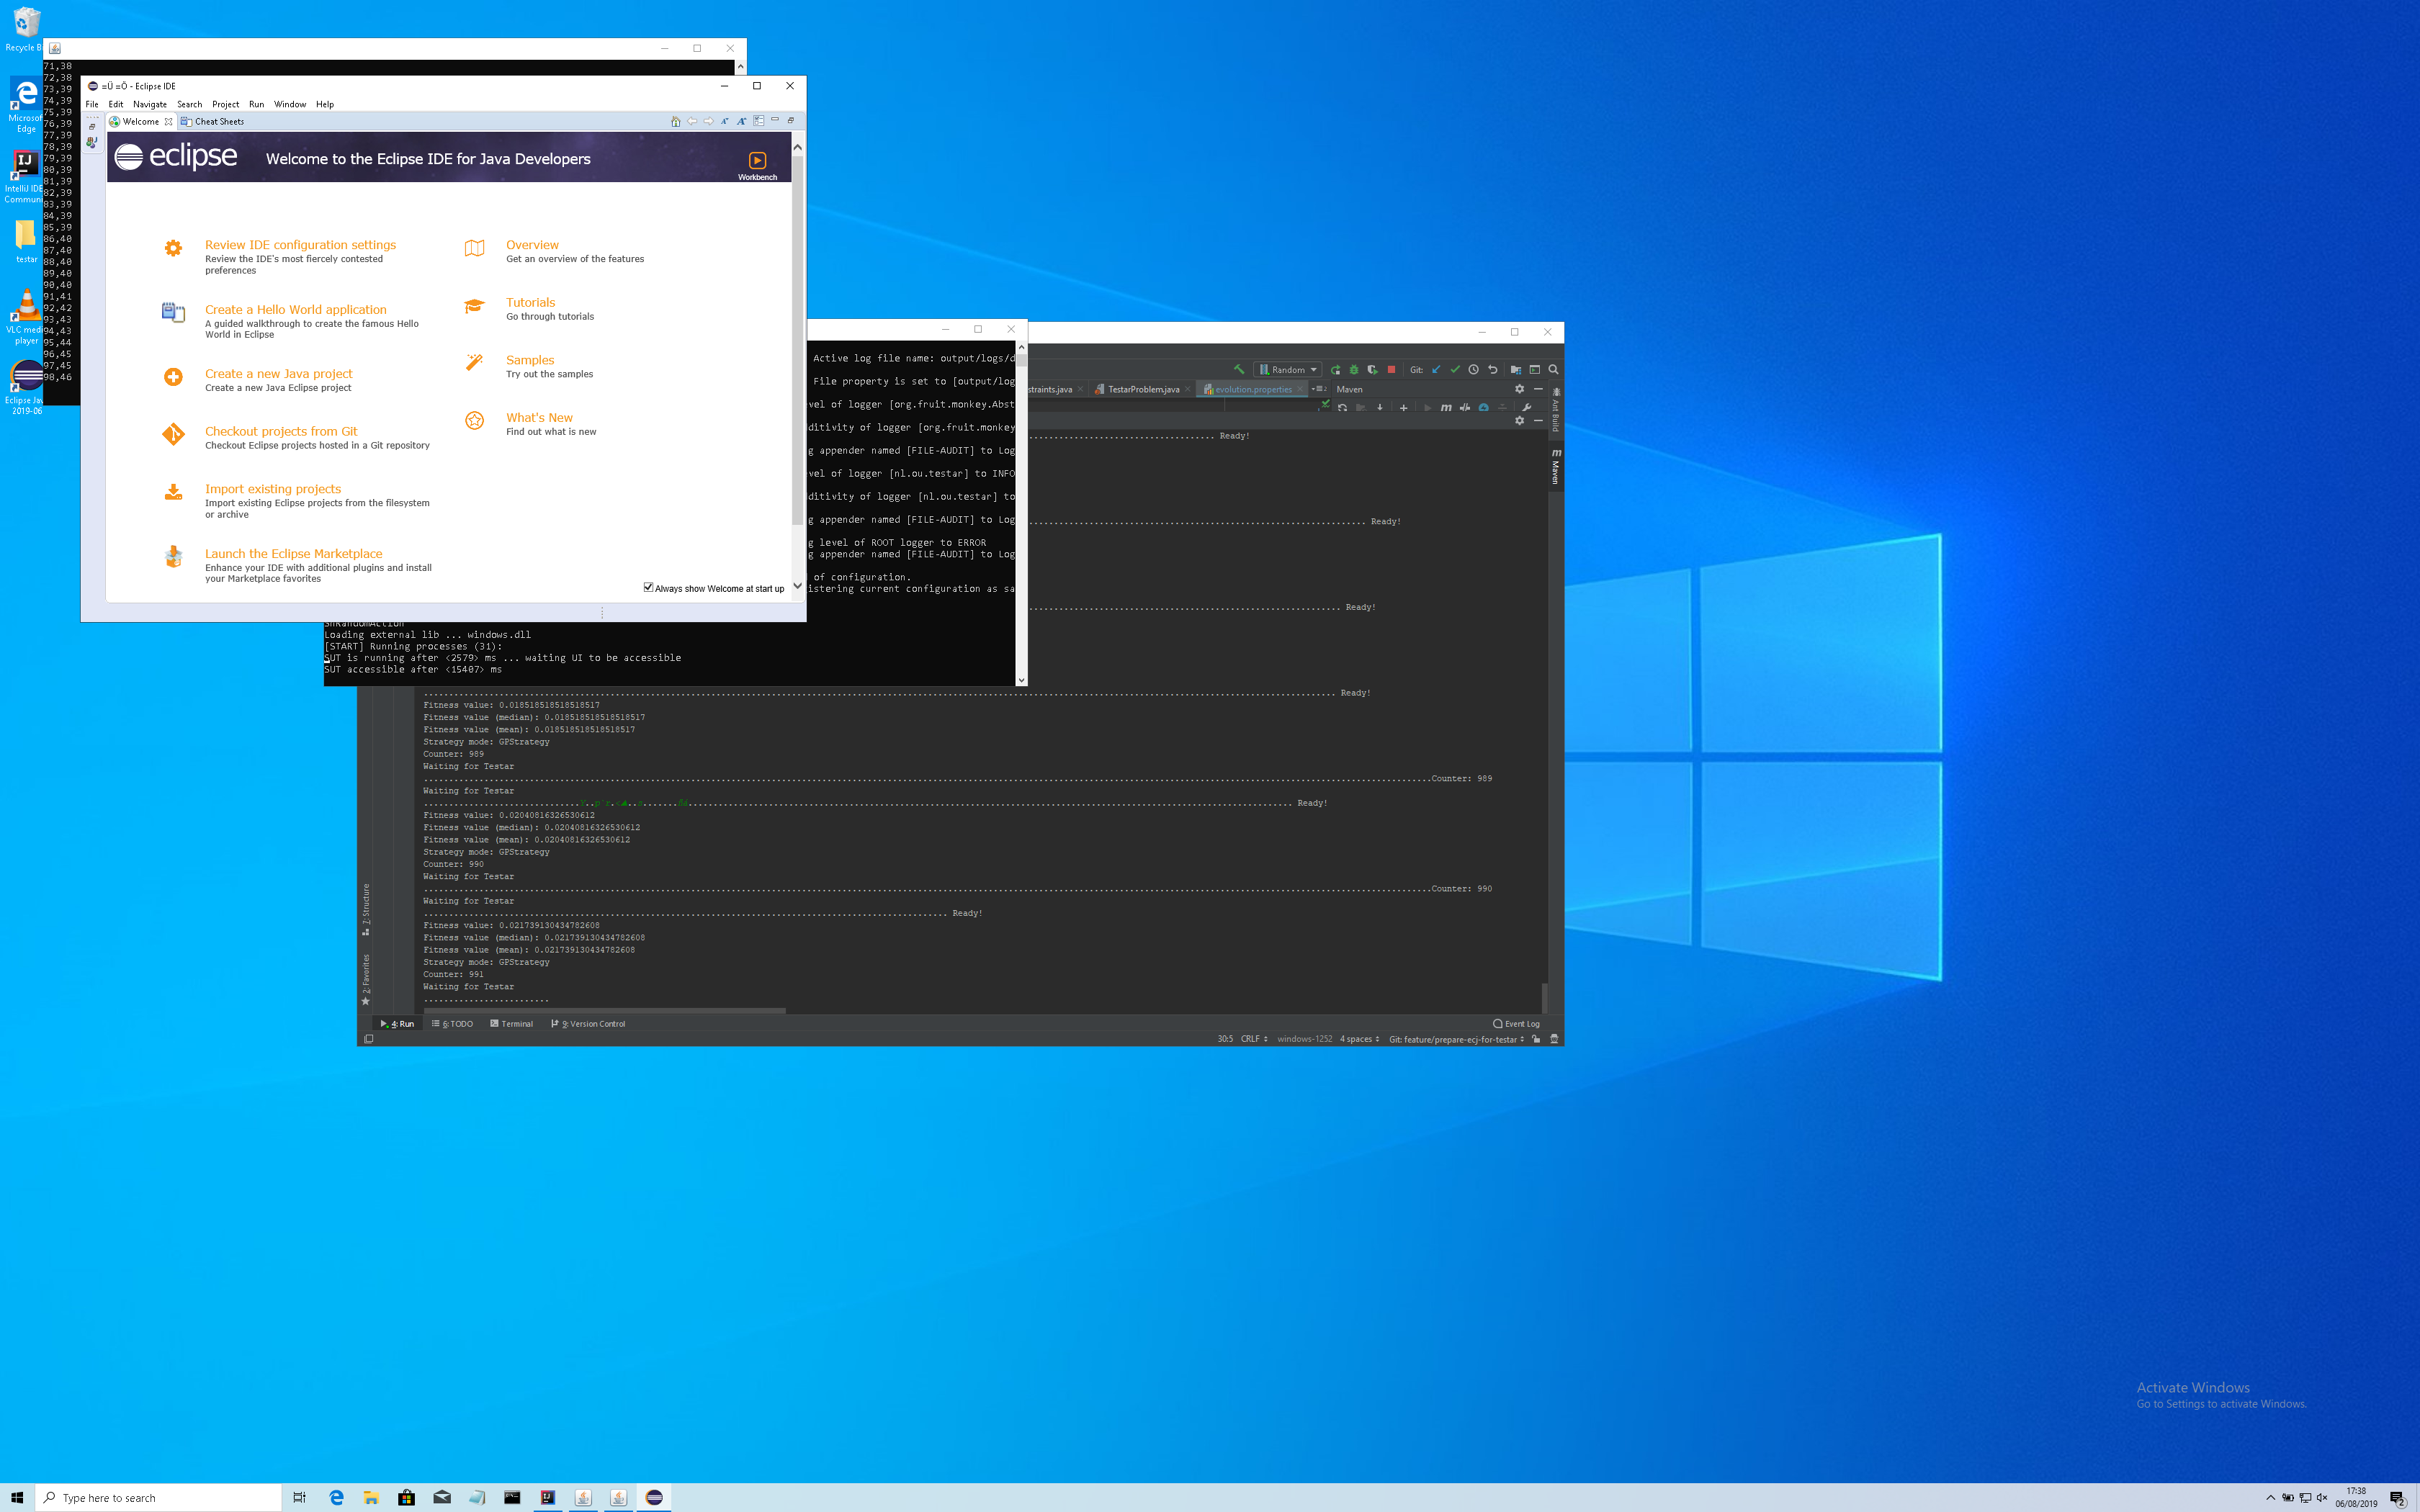 Recycle B
Microsof
Edge
IntelliJ IDE
Commun
testar
VLC medi
player
Eclipse Jav
2019-06
71,38
72,38
73,39
74,39
75,39
76,39
77,39
78,39
79,39
80,39
81,39
82,39
83,39
84,39
85,39
86,40
87,40
88,40
89,40
90,40
91,41
92,42
93,43
94,43
95,44
96,45
97,45
98,46
=Ü =Ö - Eclipse IDE
File Edit Navigate Search Project Run Window Help
Welcome Cheat Sheets
eclipse Welcome to the Eclipse IDE for Java Developers
Workbench
Review IDE configuration settings
Review the IDE's most fiercely contested
preferences
Create a Hello World application
A guided walkthrough to create the famous Hello
World in Eclipse
Create a new Java project
Create a new Java Eclipse project
Checkout projects from Git
Checkout Eclipse projects hosted in a Git repository
Import existing projects
Import existing Eclipse projects from the filesystem
or archive
Launch the Eclipse Marketplace
Enhance your IDE with additional plugins and install
your Marketplace favorites
Overview
Get an overview of the features
Tutorials
Go through tutorials
Samples
Try out the samples
What's New
Find out what is new
Always show Welcome at start up
Active log file name: output/logs/d
File property is set to [output/log
vel of logger [org.fruit.monkey.Abst
ditivity of logger [org.fruit.monkey
g appender named [FILE-AUDIT] to Log
vel of logger [nl.ou.testar] to INFO
ditivity of logger [nl.ou.testar] to
g appender named [FILE-AUDIT] to Log
g level of ROOT logger to ERROR
g appender named [FILE-AUDIT] to Log
of configuration.
istering current configuration as sa
SnRandomAction
Loading external lib ... windows.dll
[START] Running processes (31):
SUT is running after <2579> ms ... waiting UI to be accessible
SUT accessible after <15407> ms
Random
Git:
straints.java TestarProblem.java evolution.properties Maven
Ant Build
m Maven
Ready!
Ready!
Ready!
Ready!
Fitness value: 0.018518518518518517
Fitness value (median): 0.018518518518518517
Fitness value (mean): 0.018518518518518517
Strategy mode: GPStrategy
Counter: 989
Waiting for Testar
Counter: 989
Waiting for Testar
Ready!
Fitness value: 0.02040816326530612
Fitness value (median): 0.02040816326530612
Fitness value (mean): 0.02040816326530612
Strategy mode: GPStrategy
Counter: 990
Waiting for Testar
Counter: 990
Waiting for Testar
Ready!
Fitness value: 0.021739130434782608
Fitness value (median): 0.021739130434782608
Fitness value (mean): 0.021739130434782608
Strategy mode: GPStrategy
Counter: 991
Waiting for Testar
7: Structure
2: Favorites
4: Run 6: TODO Terminal 9: Version Control Event Log
30:5 CRLF windows-1252 4 spaces Git: feature/prepare-ecj-for-testar
Activate Windows
Go to Settings to activate Windows.
Type here to search
17:38
06/08/2019
2